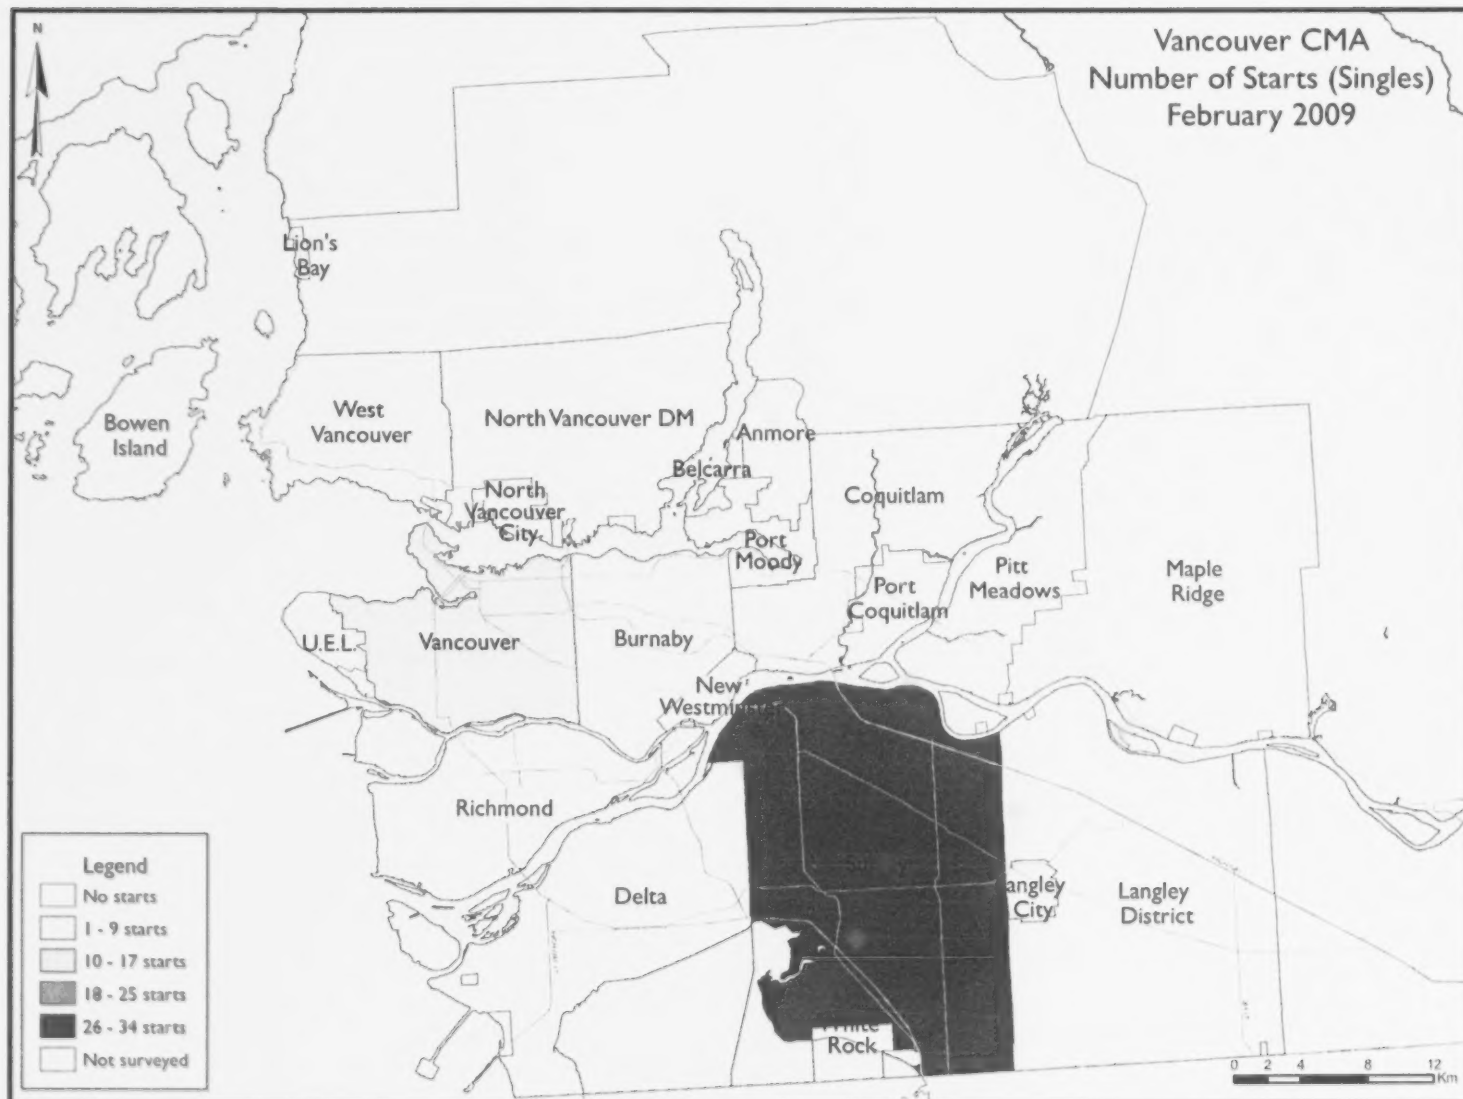 N
Vancouver CMA
Number of Starts (Singles)
February 2009
Lion's
Bay
Bowen
Island
West
Vancouver
North Vancouver DM
Anmore
Belcarra
North
Vancouver
City
Coquitlam
Port
Moody
Pitt
Meadows
Maple
Ridge
Port
Coquitlam
U.E.L.
Vancouver
Burnaby
New
Westminster
Richmond
Delta
angley
City
Langley
District
White
Rock
Legend
No starts
1 - 9 starts
10 - 17 starts
18 - 25 starts
26 - 34 starts
Not surveyed
0 2 4 8 12
Km